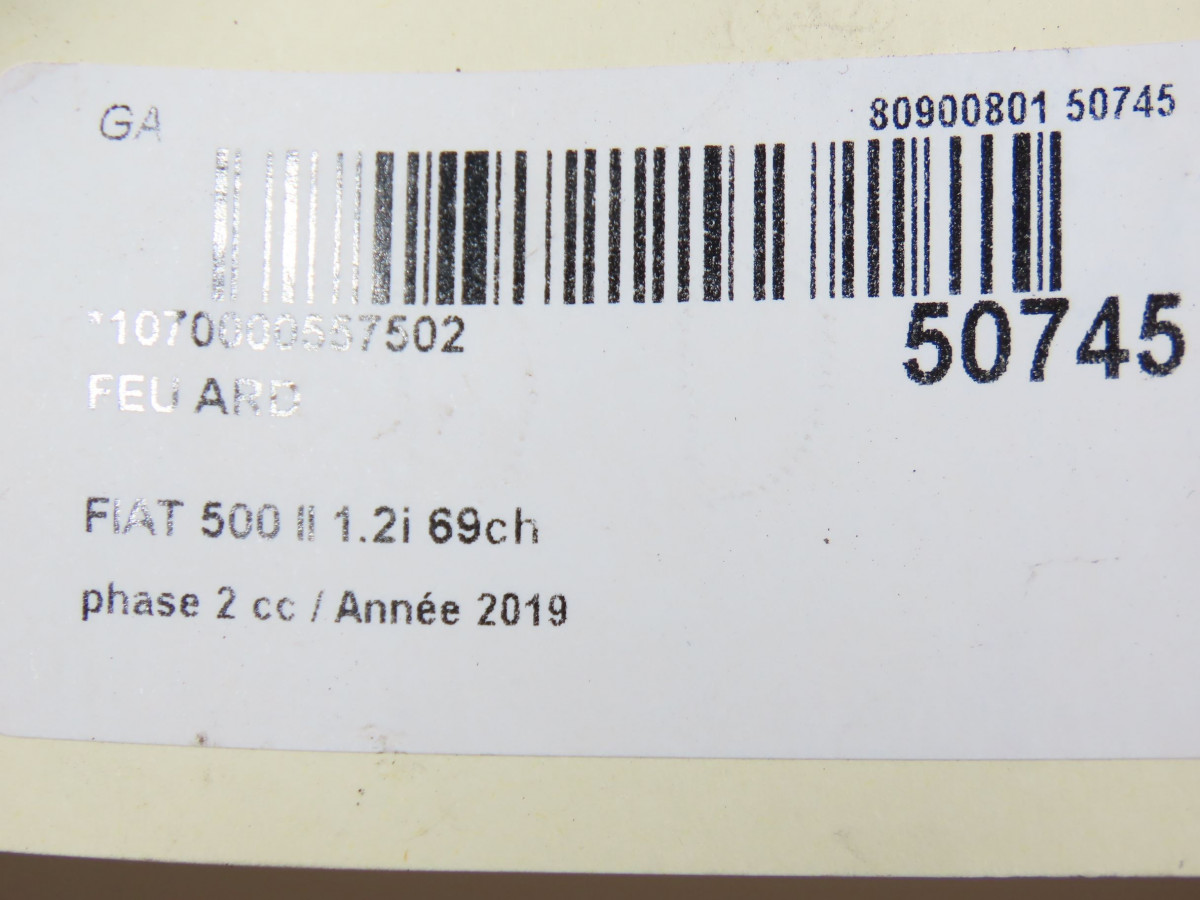 GA
80900801 50745
*1070000557502
50745
FEU ARD
FIAT 500 II 1.2i 69ch
phase 2 cc / Année 2019